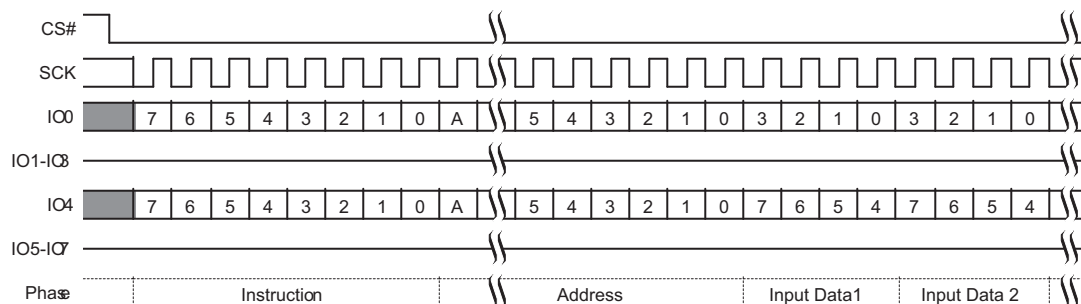 CS#
SCK
IO0 7 6 5 4 3 2 1 0 A 5 4 3 2 1 0 3 2 1 0 3 2 1 0
IO1-IO3
IO4 7 6 5 4 3 2 1 0 A 5 4 3 2 1 0 7 6 5 4 7 6 5 4
IO5-IO7
Phase Instruction Address Input Data1 Input Data 2